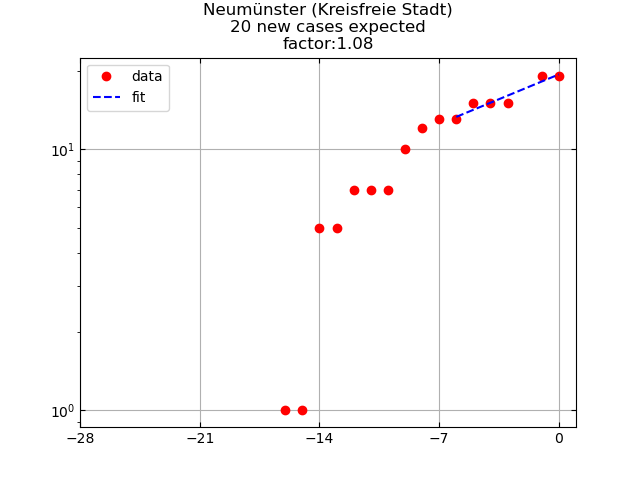 Neumünster (Kreisfreie Stadt)
20 new cases expected
factor:1.08
data
fit
10¹
10⁰
−28
−21
−14
−7
0